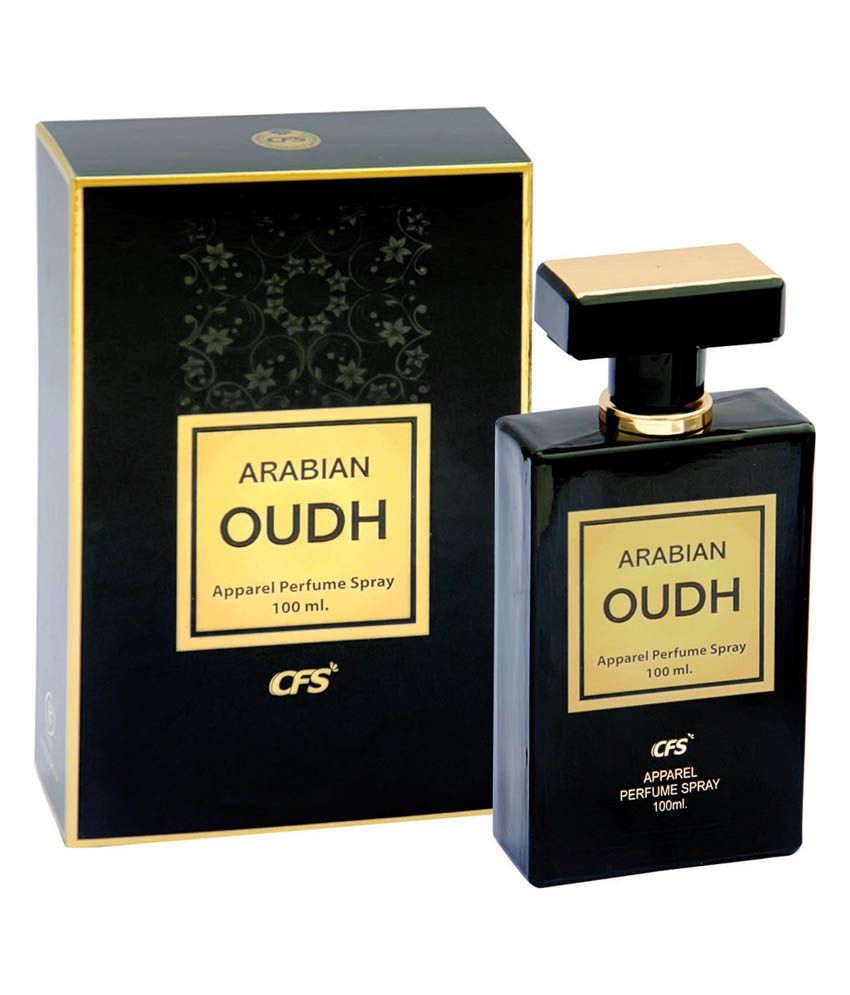 CFS
ARABIAN
OUDH
Apparel Perfume Spray
100 ml.
CFS
ARABIAN
OUDH
Apparel Perfume Spray
100 ml.
CFS
APPAREL
PERFUME SPRAY
100ml.